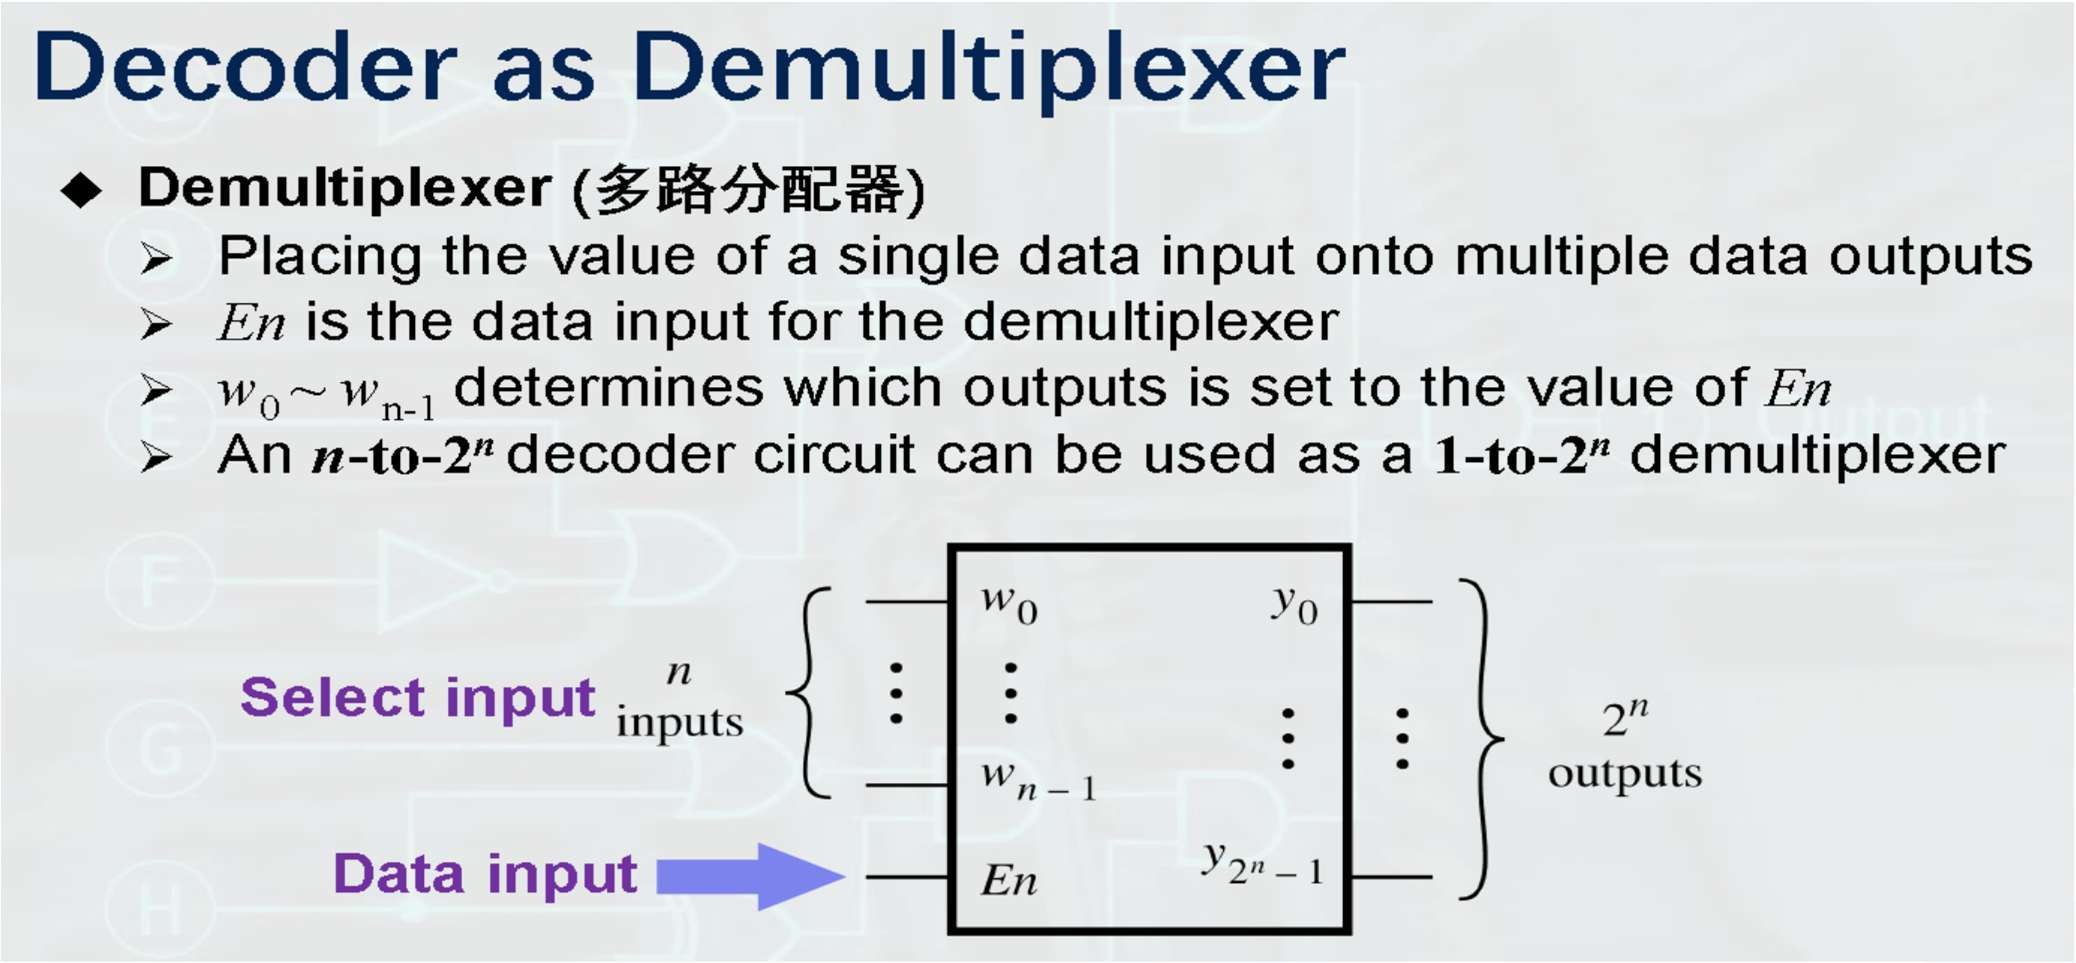 Decoder as Demultiplexer
◆ Demultiplexer (多路分配器)
➢ Placing the value of a single data input onto multiple data outputs
➢ En is the data input for the demultiplexer
➢ w₀ ~ wₙ₋₁ determines which outputs is set to the value of En
➢ An n-to-2ⁿ decoder circuit can be used as a 1-to-2ⁿ demultiplexer
Select input
n
inputs
w₀
wₙ₋₁
Data input
En
y₀
y₂ⁿ₋₁
2ⁿ
outputs
E
F
G
H
Output